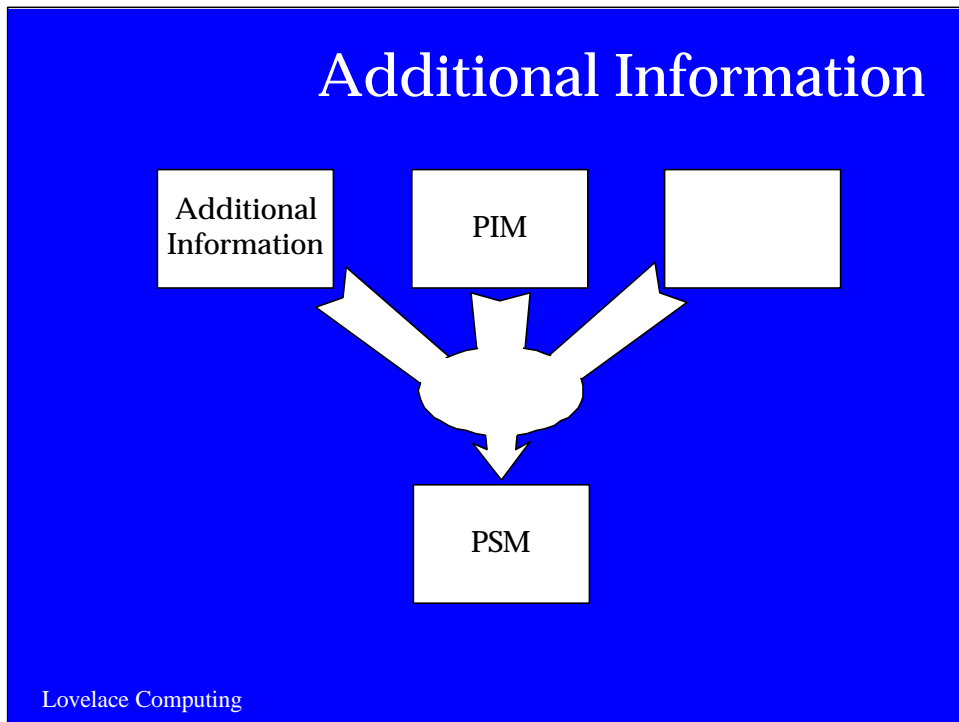 Additional Information
Additional
Information
PIM
PSM
Lovelace Computing